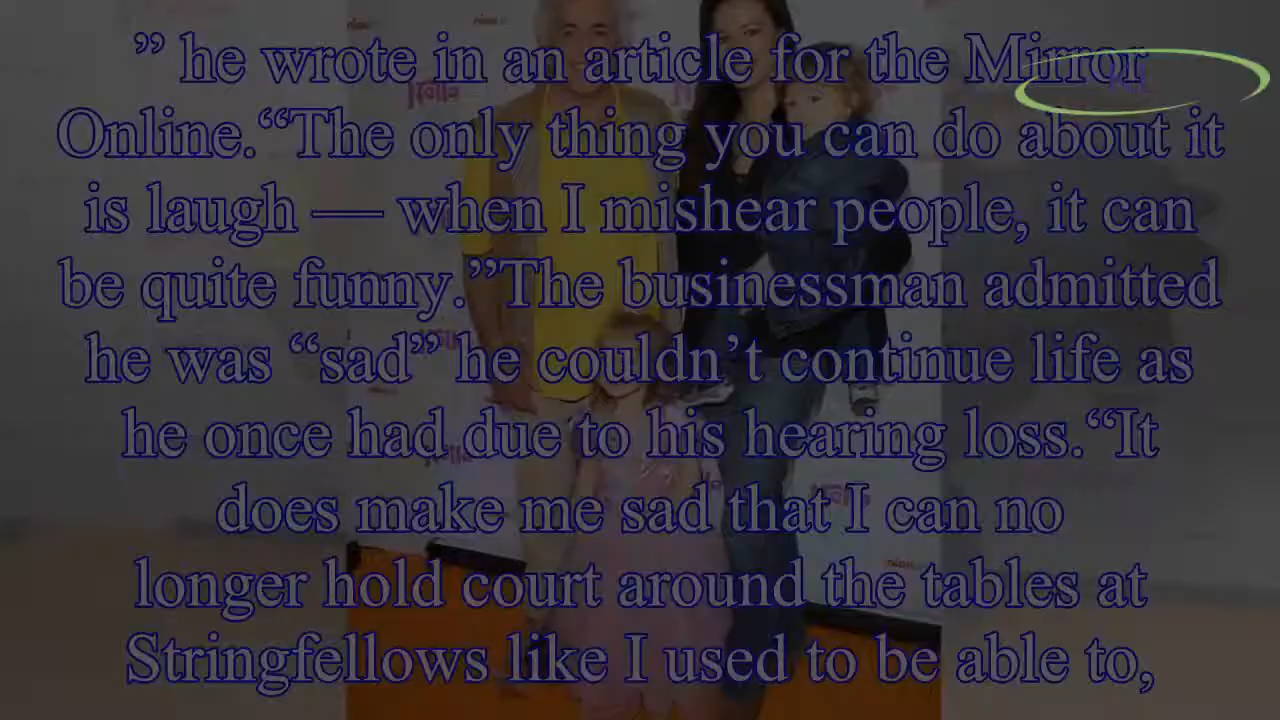 ” he wrote in an article for the Mirror
Online.“The only thing you can do about it
is laugh — when I mishear people, it can
be quite funny.”The businessman admitted
he was “sad” he couldn’t continue life as
he once had due to his hearing loss.“It
does make me sad that I can no
longer hold court around the tables at
Stringfellows like I used to be able to,